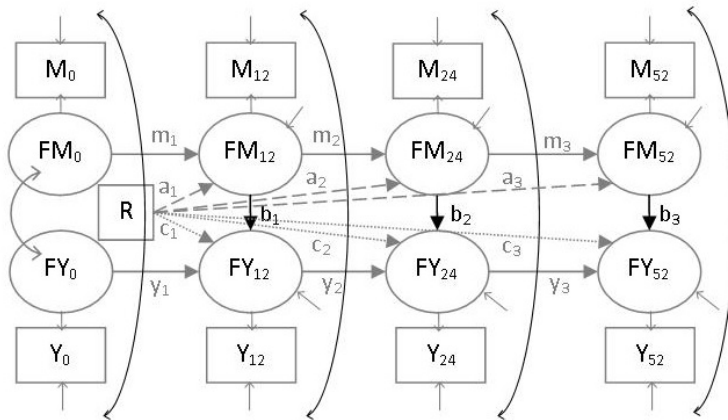 M₀ M₁₂ M₂₄ M₅₂
FM₀ m₁ FM₁₂ m₂ FM₂₄ m₃ FM₅₂
R a₁ a₂ a₃
b₁ b₂ b₃
c₁ c₂ c₃
FY₀ y₁ FY₁₂ y₂ FY₂₄ y₃ FY₅₂
Y₀ Y₁₂ Y₂₄ Y₅₂